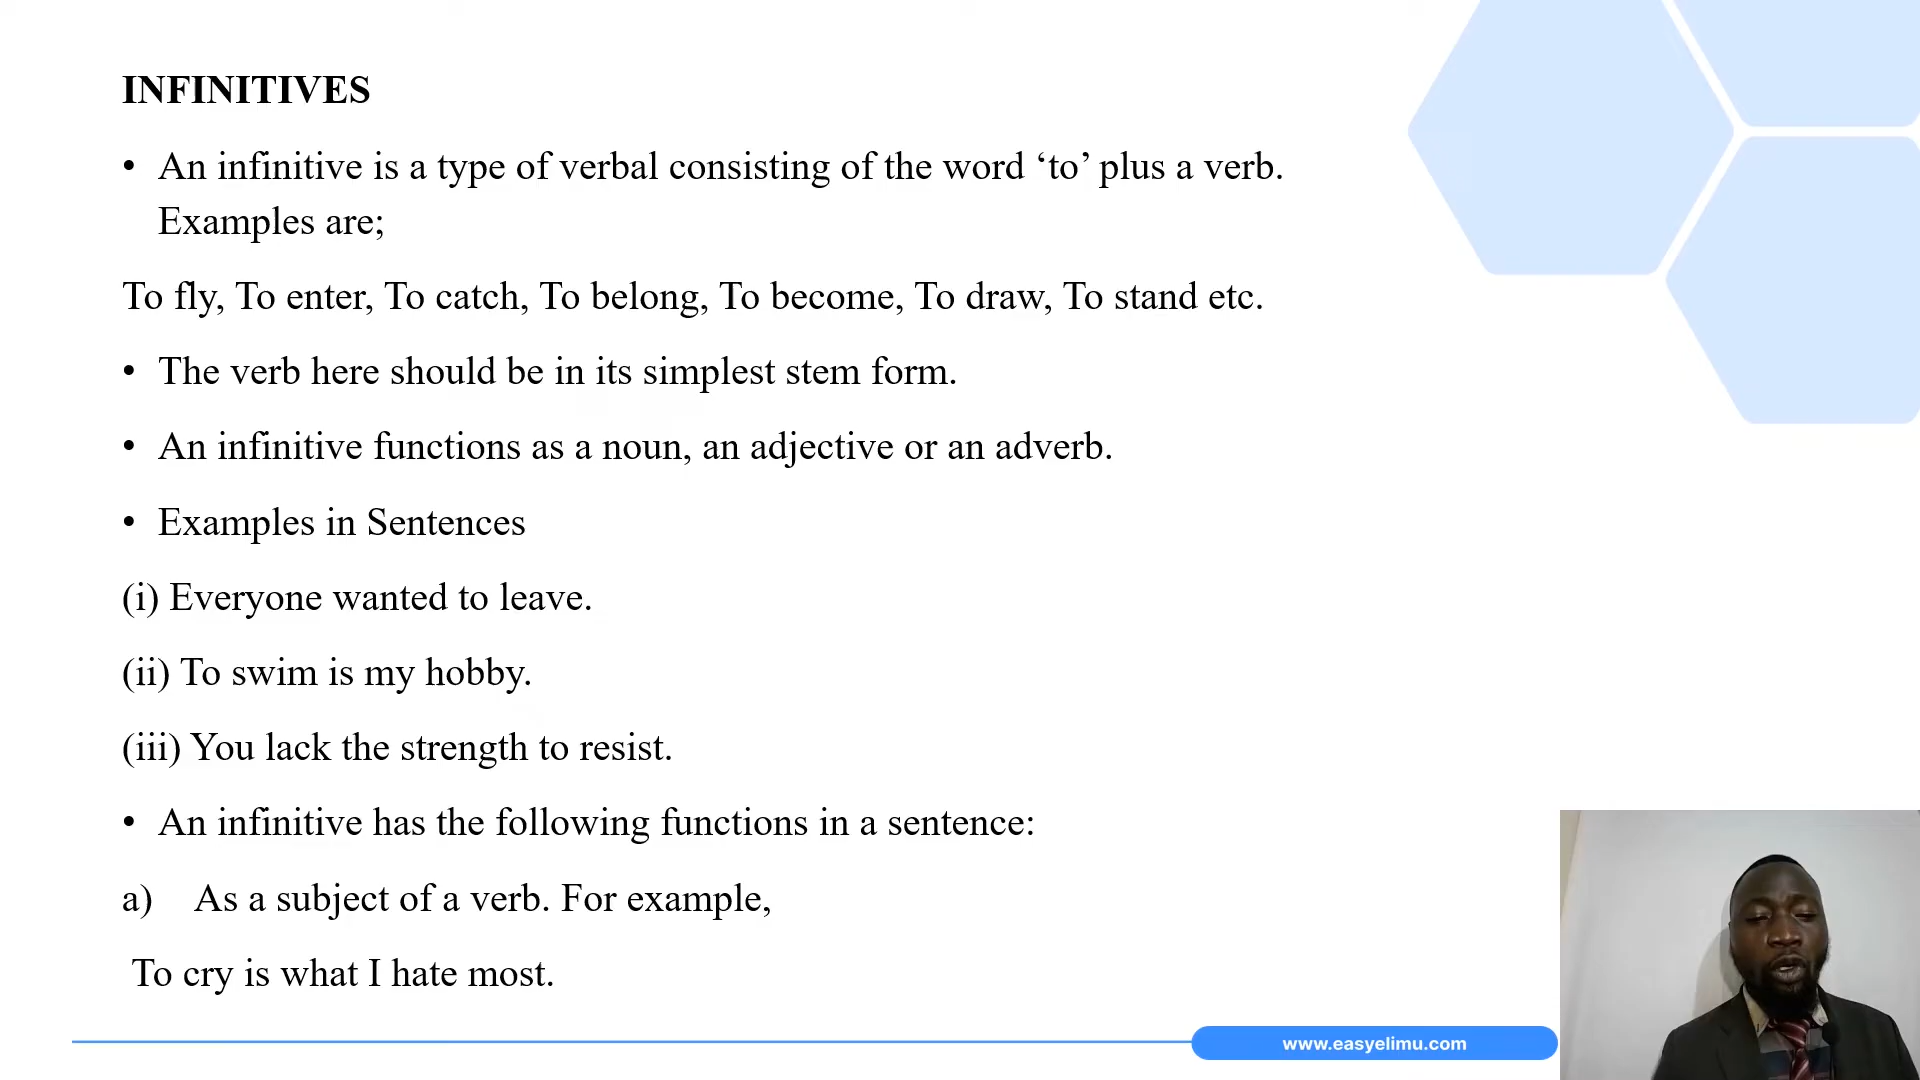 INFINITIVES
• An infinitive is a type of verbal consisting of the word ‘to’ plus a verb.
Examples are;
To fly, To enter, To catch, To belong, To become, To draw, To stand etc.
• The verb here should be in its simplest stem form.
• An infinitive functions as a noun, an adjective or an adverb.
• Examples in Sentences
(i) Everyone wanted to leave.
(ii) To swim is my hobby.
(iii) You lack the strength to resist.
• An infinitive has the following functions in a sentence:
a) As a subject of a verb. For example,
To cry is what I hate most.
www.easyelimu.com